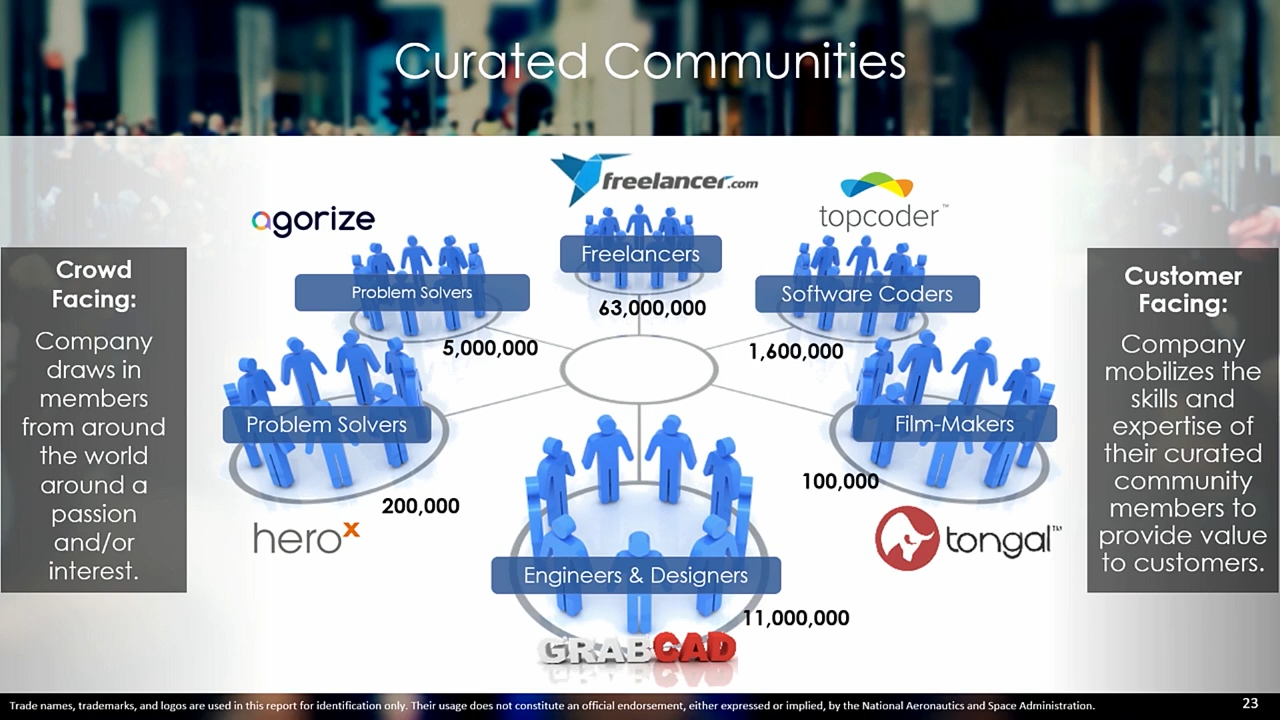 Curated Communities
freelancer.com
topcoder™
agorize
Freelancers
Problem Solvers
Software Coders
63,000,000
5,000,000
1,600,000
Crowd
Facing:
Company
draws in
members
from around
the world
around a
passion
and/or
interest.
Customer
Facing:
Company
mobilizes the
skills and
expertise of
their curated
community
members to
provide value
to customers.
Problem Solvers
Film-Makers
200,000
100,000
herox
tongal™
Engineers & Designers
11,000,000
GRABCAD
Trade names, trademarks, and logos are used in this report for identification only. Their usage does not constitute an official endorsement, either expressed or implied, by the National Aeronautics and Space Administration.
23